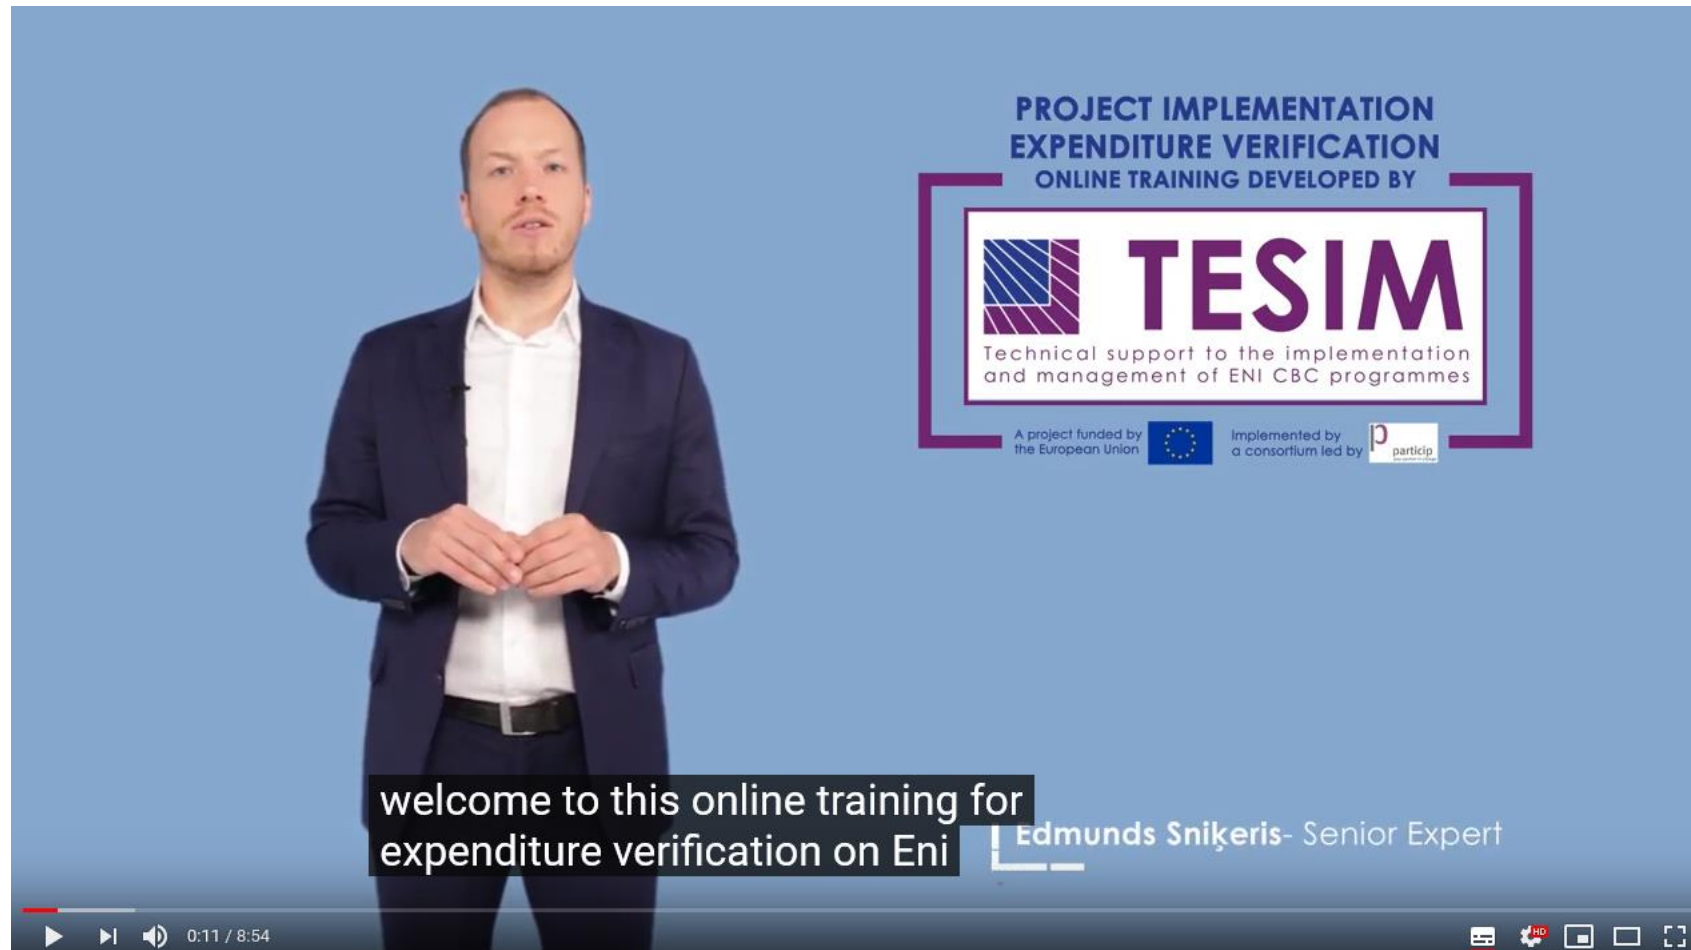 PROJECT IMPLEMENTATION
EXPENDITURE VERIFICATION
ONLINE TRAINING DEVELOPED BY
TESIM
Technical support to the implementation
and management of ENI CBC programmes
A project funded by
the European Union
Implemented by
a consortium led by
particip
welcome to this online training for
expenditure verification on Eni
Edmunds Sniķeris- Senior Expert
0:11 / 8:54
HD